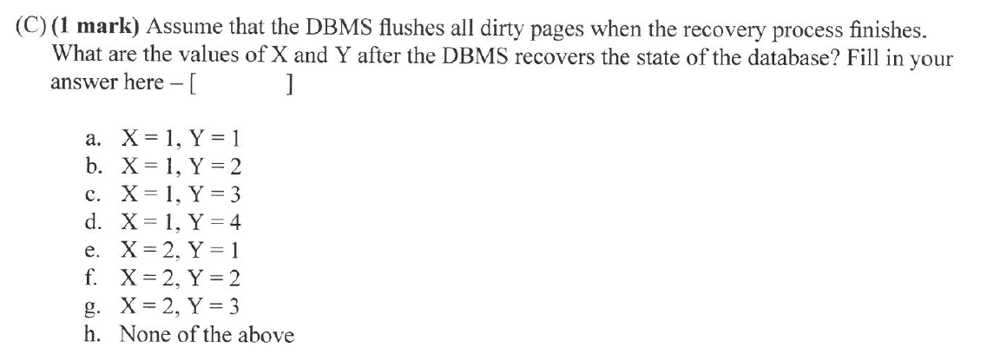 (C) (1 mark) Assume that the DBMS flushes all dirty pages when the recovery process finishes.
What are the values of X and Y after the DBMS recovers the state of the database? Fill in your
answer here – [ ]
a. X = 1, Y = 1
b. X = 1, Y = 2
c. X = 1, Y = 3
d. X = 1, Y = 4
e. X = 2, Y = 1
f. X = 2, Y = 2
g. X = 2, Y = 3
h. None of the above